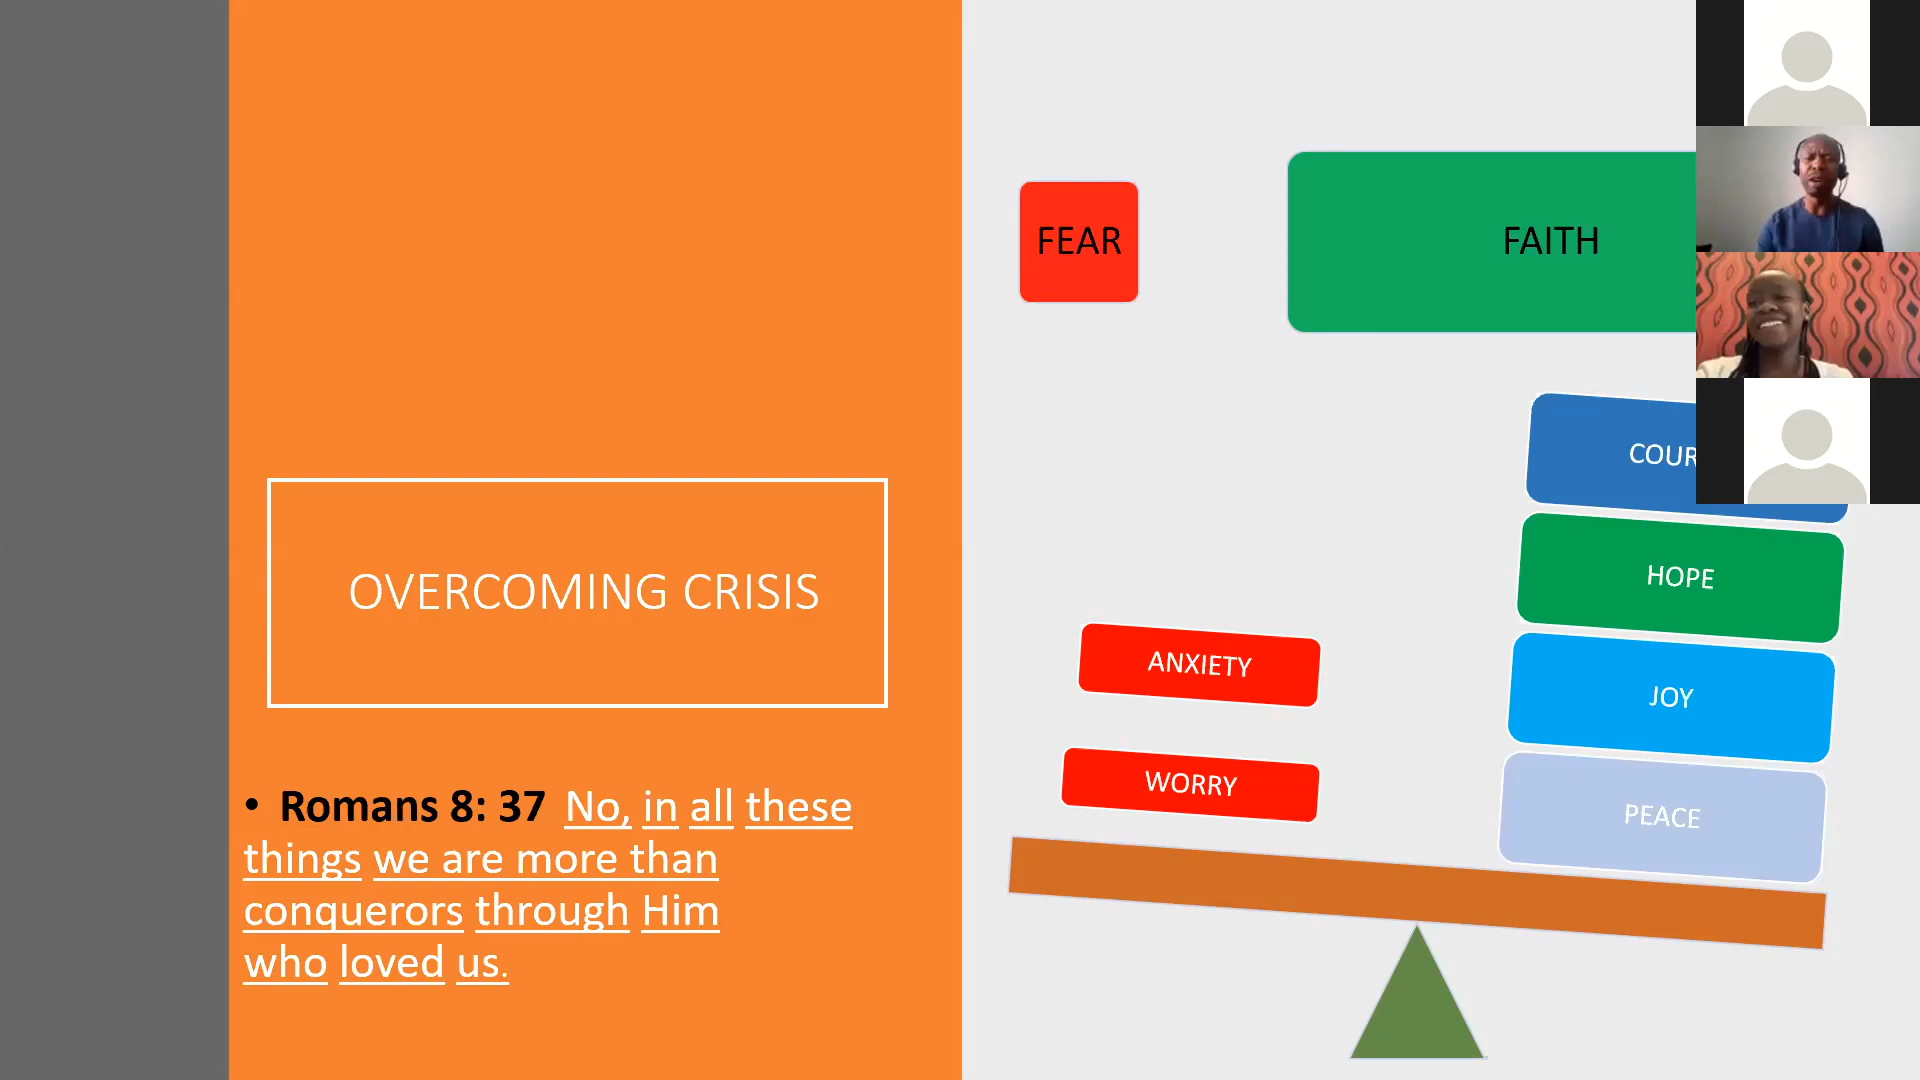 OVERCOMING CRISIS
• Romans 8: 37 No, in all these
things we are more than
conquerors through Him
who loved us.
FEAR
FAITH
COUR
HOPE
JOY
PEACE
ANXIETY
WORRY